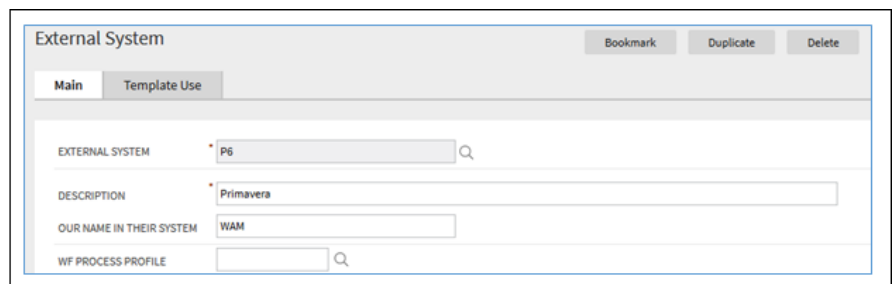 External System
Bookmark Duplicate Delete
Main Template Use
EXTERNAL SYSTEM * P6
DESCRIPTION * Primavera
OUR NAME IN THEIR SYSTEM WAM
WF PROCESS PROFILE